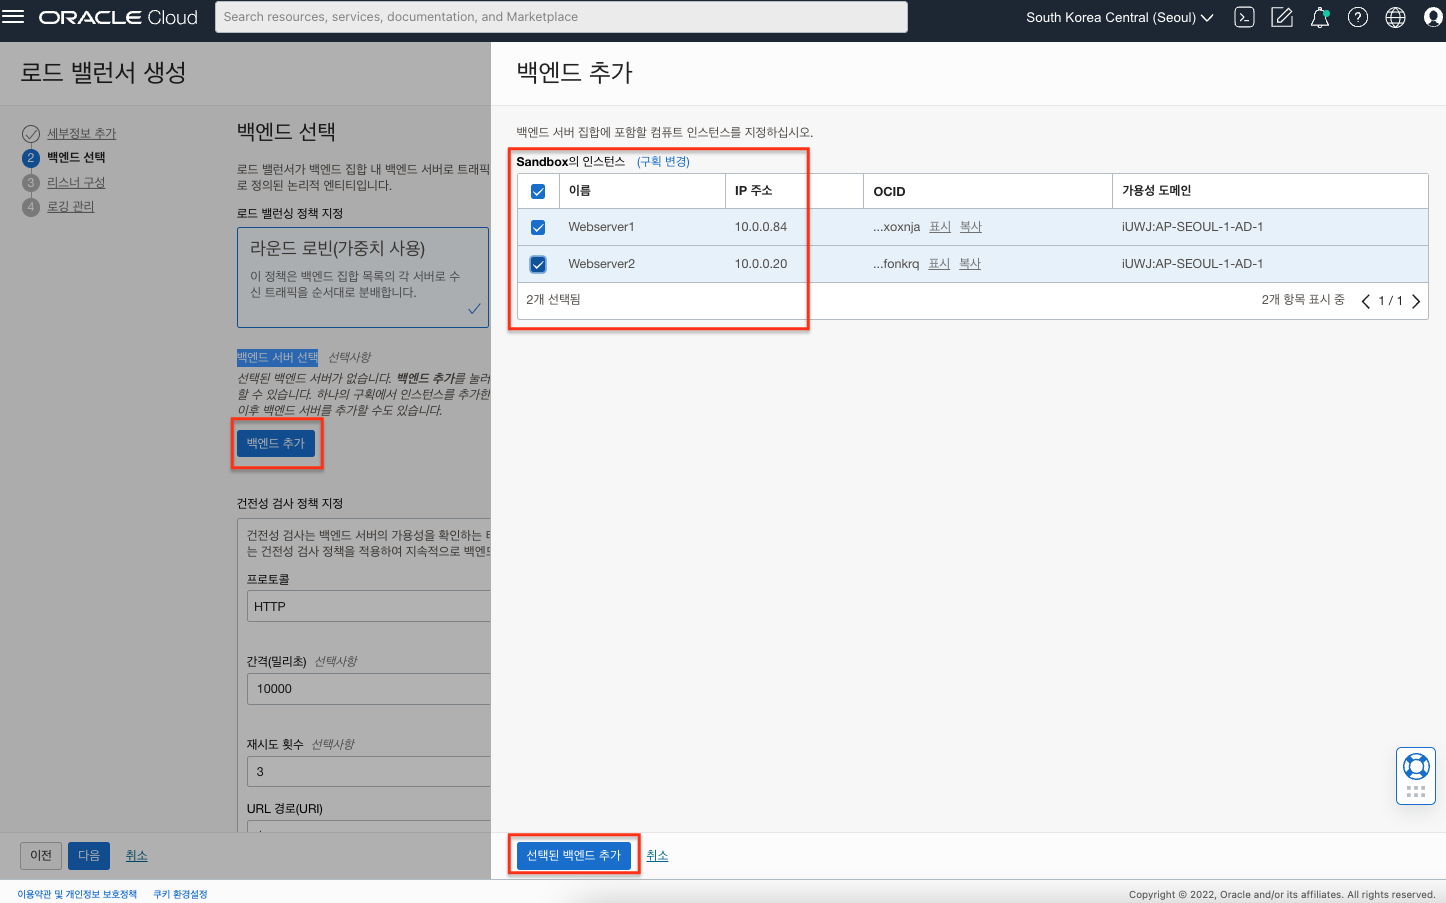 ORACLE Cloud
Search resources, services, documentation, and Marketplace
South Korea Central (Seoul)
로드 밸런서 생성
세부정보 추가
2 백엔드 선택
3 리스너 구성
4 로깅 관리
백엔드 선택
로드 밸런서가 백엔드 집합 내 백엔드 서버로 트래픽
로 정의된 논리적 엔티티입니다.
로드 밸런싱 정책 지정
라운드 로빈(가중치 사용)
이 정책은 백엔드 집합 목록의 각 서버로 수
신 트래픽을 순서대로 분배합니다.
백엔드 서버 선택 선택사항
선택된 백엔드 서버가 없습니다. 백엔드 추가를 눌러
할 수 있습니다. 하나의 구획에서 인스턴스를 추가한
이후 백엔드 서버를 추가할 수도 있습니다.
백엔드 추가
건전성 검사 정책 지정
건전성 검사는 백엔드 서버의 가용성을 확인하는
는 건전성 검사 정책을 적용하여 지속적으로 백엔드
프로토콜
HTTP
간격(밀리초) 선택사항
10000
재시도 횟수 선택사항
3
URL 경로(URI)
이전 다음 취소
백엔드 추가
백엔드 서버 집합에 포함할 컴퓨트 인스턴스를 지정하십시오.
Sandbox의 인스턴스 (구획 변경)
이름 IP 주소 OCID 가용성 도메인
Webserver1 10.0.0.84 ...xoxnja 표시 복사 iUWJ:AP-SEOUL-1-AD-1
Webserver2 10.0.0.20 ...fonkrq 표시 복사 iUWJ:AP-SEOUL-1-AD-1
2개 선택됨 2개 항목 표시 중 1 / 1
선택된 백엔드 추가 취소
이용약관 및 개인정보 보호정책 쿠키 환경설정
Copyright © 2022, Oracle and/or its affiliates. All rights reserved.